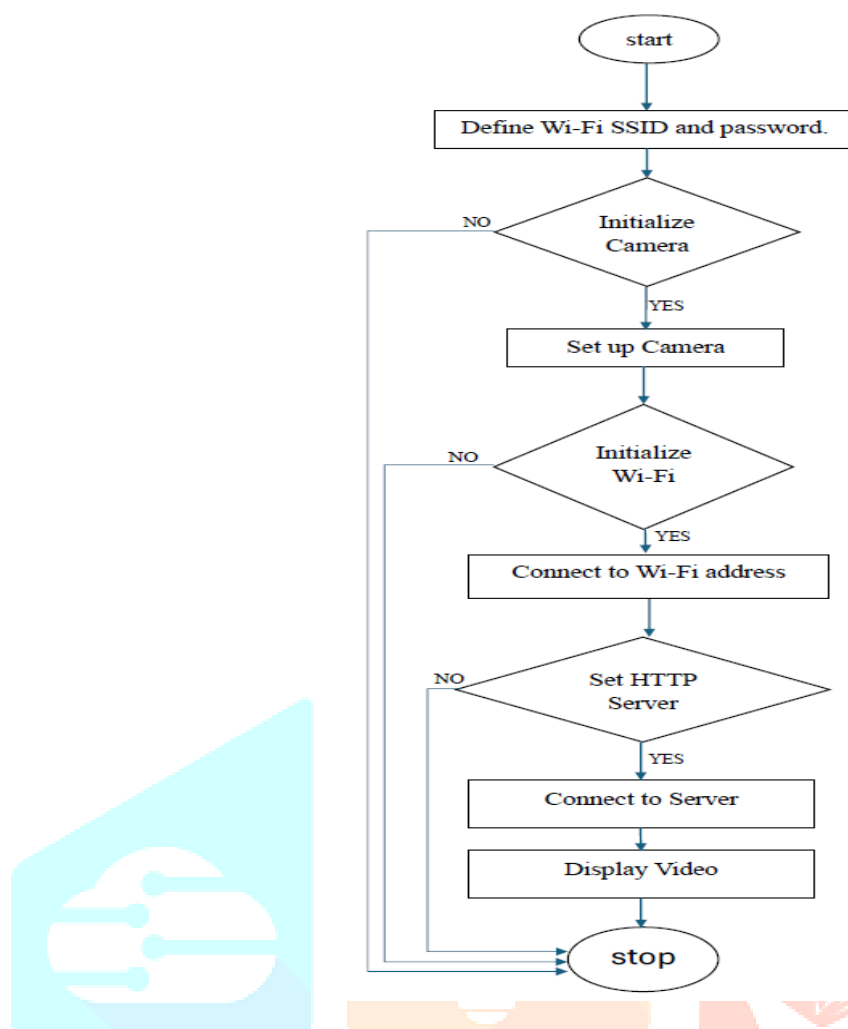 start
Define Wi-Fi SSID and password.
NO
Initialize
Camera
YES
Set up Camera
NO
Initialize
Wi-Fi
YES
Connect to Wi-Fi address
NO
Set HTTP
Server
YES
Connect to Server
Display Video
stop